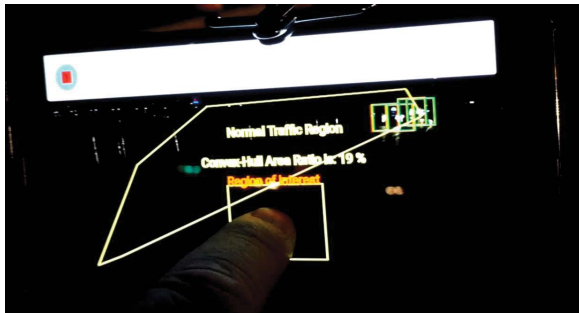 Normal Traffic Region
Convex-Hull Area Ratio is: 19 %
Region of interest